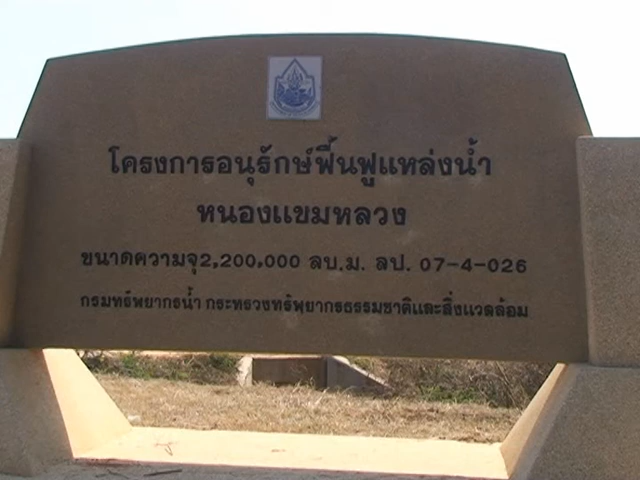 โครงการอนุรักษ์ฟื้นฟูแหล่งน้ำ
หนองแขมหลวง
ขนาดความจุ2,200,000 ลบ.ม. ลป. 07-4-026
กรมทรัพยากรน้ำ กระทรวงทรัพยากรธรรมชาติและสิ่งแวดล้อม